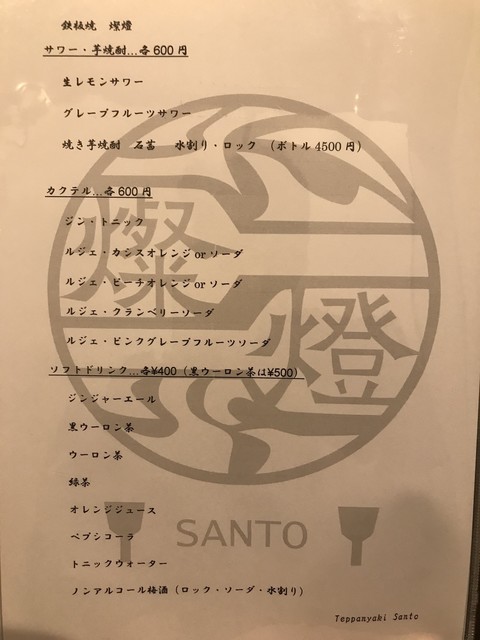 鉄板焼 燦燈
サワー・芋焼酎…各600円
生レモンサワー
グレープフルーツサワー
焼き芋焼酎 石蒸 水割り・ロック (ボトル4500円)
カクテル…各600円
ジン・トニック
ルジェ・カシスオレンジorソーダ
ルジェ・ピーチオレンジorソーダ
ルジェ・クランベリーソーダ
ルジェ・ピンクグレープフルーツソーダ
ソフトドリンク…各¥400 (黒ウーロン茶は¥500)
ジンジャーエール
黒ウーロン茶
ウーロン茶
緑茶
オレンジジュース
ペプシコーラ
トニックウォーター
ノンアルコール梅酒 (ロック・ソーダ・水割り)
燦
燈
SANTO
Teppanyaki Santo